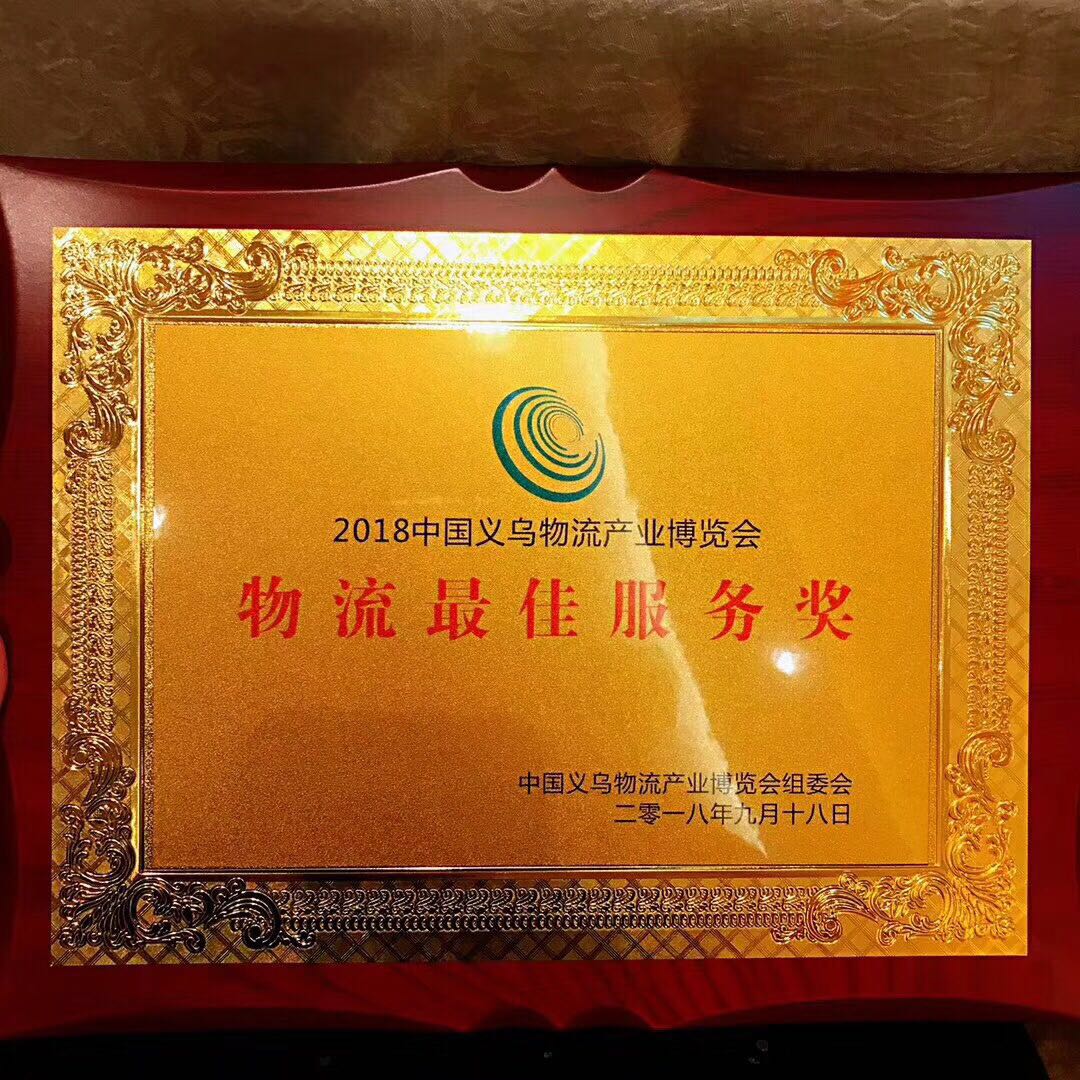 2018中国义乌物流产业博览会
物流最佳服务奖
中国义乌物流产业博览会组委会
二零一八年九月十八日